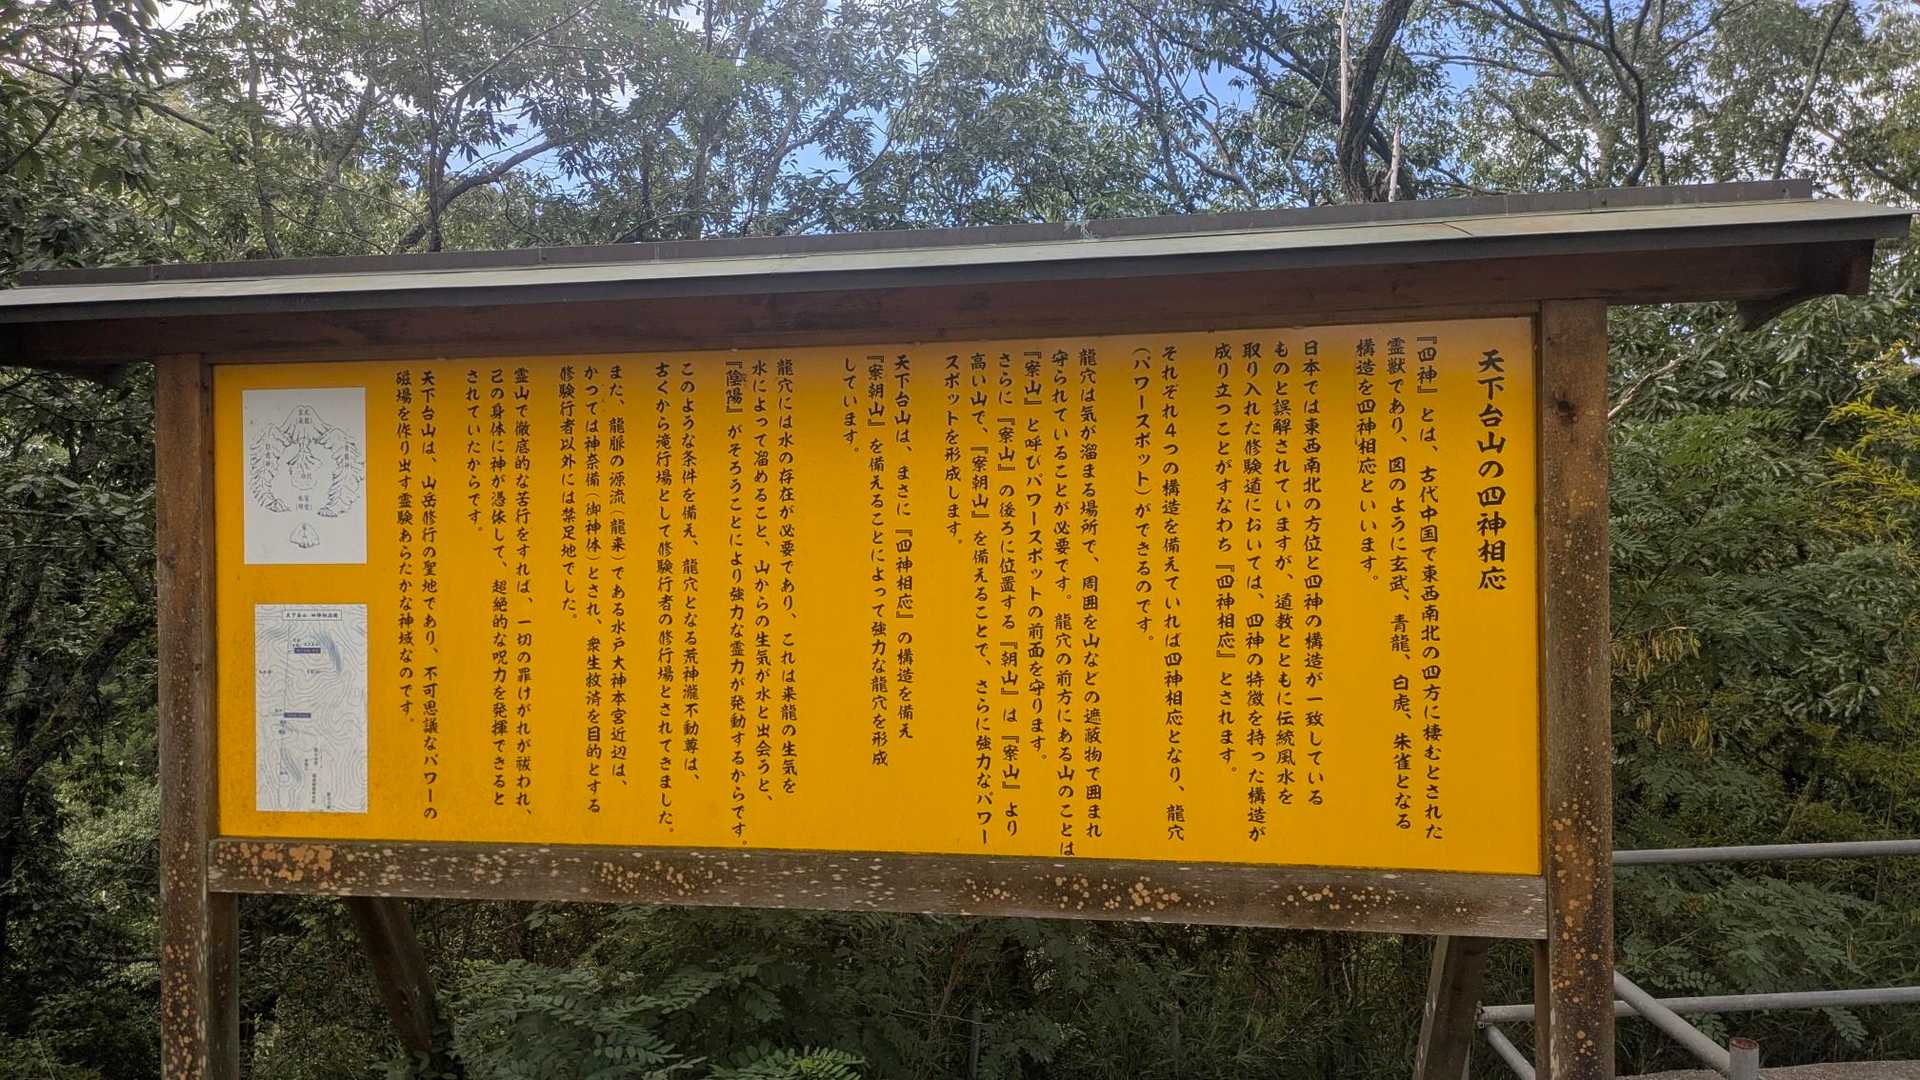 天下台山の四神相応
『四神』とは、古代中国で東西南北の四方に棲むとされた
霊獣であり、図のように玄武、青龍、白虎、朱雀となる
構造を四神相応といいます。
日本では東西南北の方位と四神の構造が一致している
ものと誤解されていますが、道教とともに伝統風水を
取り入れた修験道においては、四神の特徴を持った構造が
成り立つことがすなわち『四神相応』とされます。
それぞれ４つの構造を備えていれば四神相応となり、龍穴
（パワースポット）ができるのです。
龍穴は気が溜まる場所で、周囲を山などの遮蔽物で囲まれ
守られていることが必要です。龍穴の前方にある山のことは
『案山』と呼びパワースポットの前面を守ります。
さらに『案山』の後ろに位置する『朝山』は『案山』より
高い山で、『案朝山』を備えることで、さらに強力なパワー
スポットを形成します。
天下台山は、まさに『四神相応』の構造を備え
『案朝山』を備えることによって強力な龍穴を形成
しています。
龍穴には水の存在が必要であり、これは来龍の生気を
水によって溜めること、山からの生気が水と出会うと、
『陰陽』がそろうことにより強力な霊力が発動するからです。
このような条件を備え、龍穴となる荒神瀧不動尊は、
古くから滝行場として修験行者の修行場とされてきました。
また、龍脈の源流（龍来）である水戸大神本宮近辺は、
かつては神奈備（御神体）とされ、衆生救済を目的とする
修験行者以外には禁足地でした。
霊山で徹底的な苦行をすれば、一切の罪けがれが祓われ、
己の身体に神が憑依して、超絶的な呪力を発揮できると
されていたからです。
天下台山は、山岳修行の聖地であり、不可思議なパワーの
磁場を作り出す霊験あらたかな神域なのです。